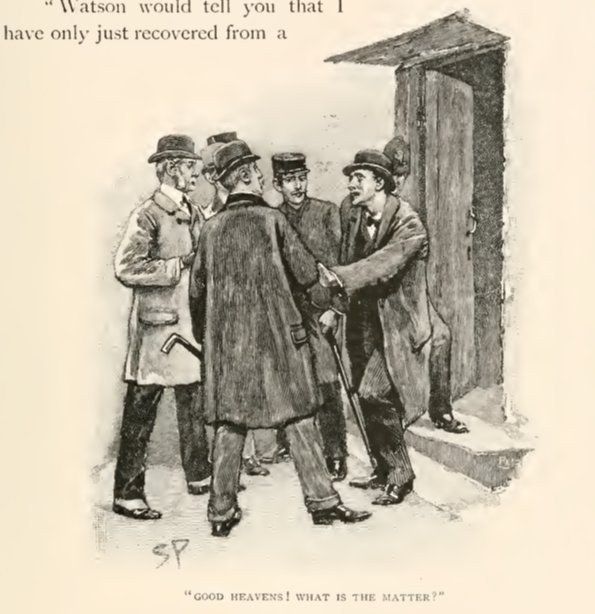 "Watson would tell you that I
have only just recovered from a
SP
"GOOD HEAVENS! WHAT IS THE MATTER?"